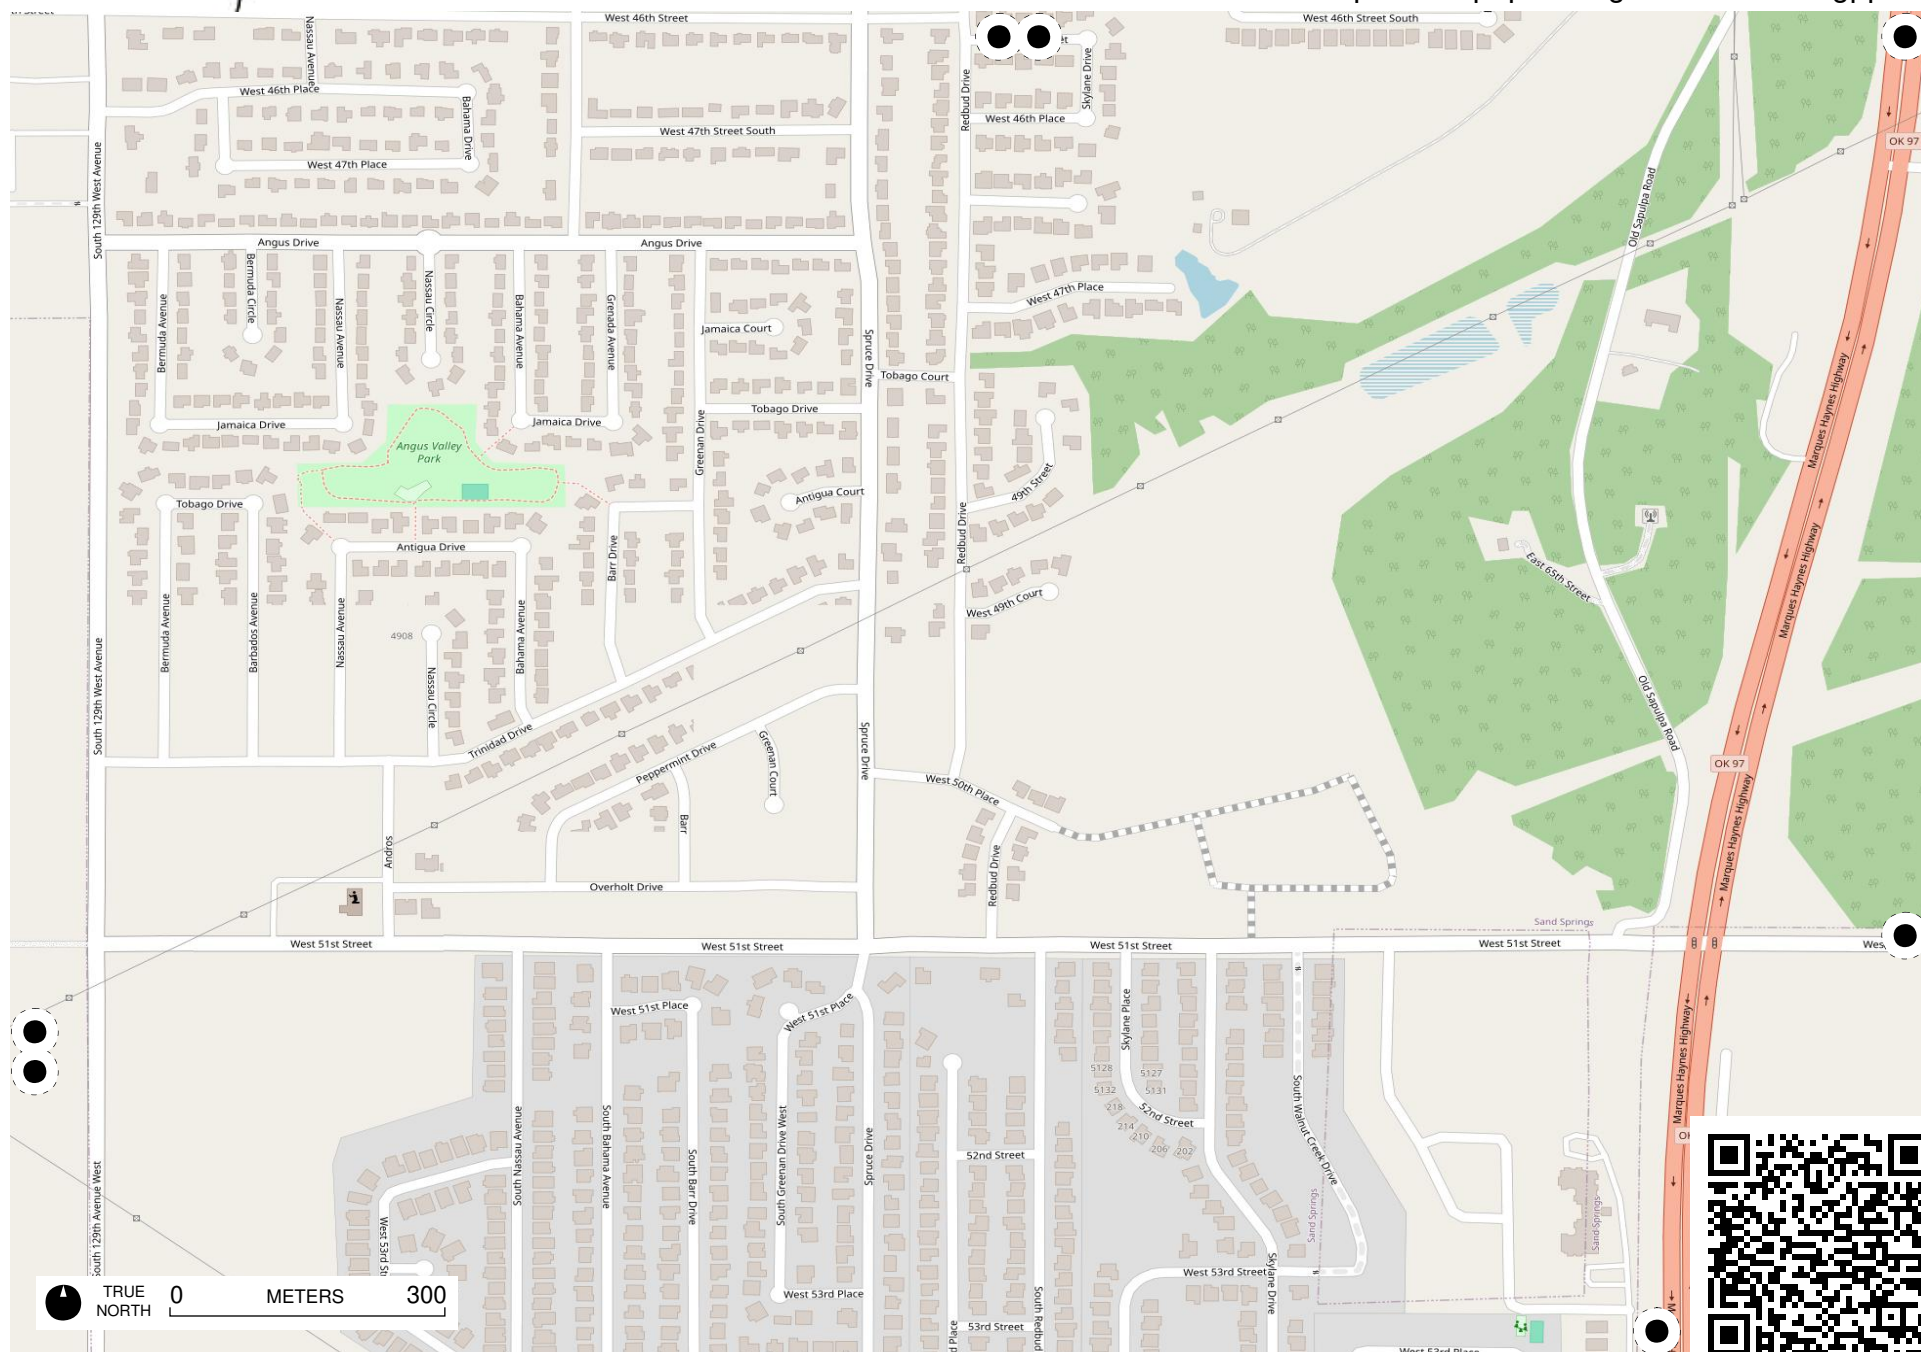 West 46th Street
West 46th Street South
Nassau Avenue
Skylane Drive
Redbud Drive
West 46th Place
Bahama Drive
West 46th Place
West 47th Street South
OK 97
West 47th Place
South 129th West Avenue
Old Sapulpa Road
Angus Drive
Angus Drive
Bermuda Circle
Nassau Circle
West 47th Place
Bermuda Avenue
Nassau Avenue
Bahama Avenue
Grenada Avenue
Jamaica Court
Spruce Drive
Tobago Court
Marques Haynes Highway
Tobago Drive
Jamaica Drive
Jamaica Drive
Greenan Drive
Angus Valley
Park
49th Street
Antigua Court
Tobago Drive
Redbud Drive
Antigua Drive
Barr Drive
East 65th Street
Marques Haynes Highway
West 49th Court
Bermuda Avenue
Barbados Avenue
Nassau Avenue
4908
Bahama Avenue
Nassau Circle
South 129th West Avenue
Old Sapulpa Road
Trinidad Drive
Peppermint Drive
Greenan Court
Spruce Drive
West 50th Place
OK 97
Barr
Andros
Marques Haynes Highway
Redbud Drive
Overholt Drive
Sand Springs
West 51st Street
West 51st Street
West 51st Street
West 51st Street
West 51st Place
West 51st Place
Skylane Place
Marques Haynes Highway
5128
5127
5132
5131
218
52nd Street
214
210
206
202
South Walnut Creek Drive
South Nassau Avenue
South Bahama Avenue
South Barr Drive
South Greenan Drive West
Spruce Drive
52nd Street
South 129th Avenue West
West 53rd St
Sand Springs
Sand Springs
West 53rd Street
Skylane Drive
West 53rd Place
South Redbud
53rd Street
West 53rd Place
TRUE
NORTH
0 METERS 300